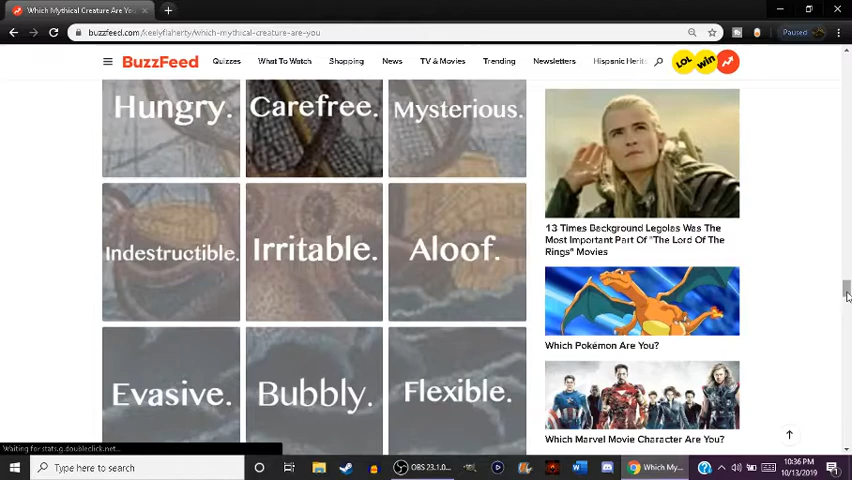 Which Mythical Creature Are You
buzzfeed.com/keelyflaherty/which-mythical-creature-are-you
Paused
BuzzFeed
Quizzes
What To Watch
Shopping
News
TV & Movies
Trending
Newsletters
Hispanic Herit
LOL
win
Hungry.
Carefree.
Mysterious.
Indestructible.
Irritable.
Aloof.
Evasive.
Bubbly.
Flexible.
13 Times Background Legolas Was The
Most Important Part Of "The Lord Of The
Rings" Movies
Which Pokémon Are You?
Which Marvel Movie Character Are You?
Waiting for stats.g.doubleclick.net...
Type here to search
OBS 23.1.0...
Which My...
10:36 PM
10/13/2019